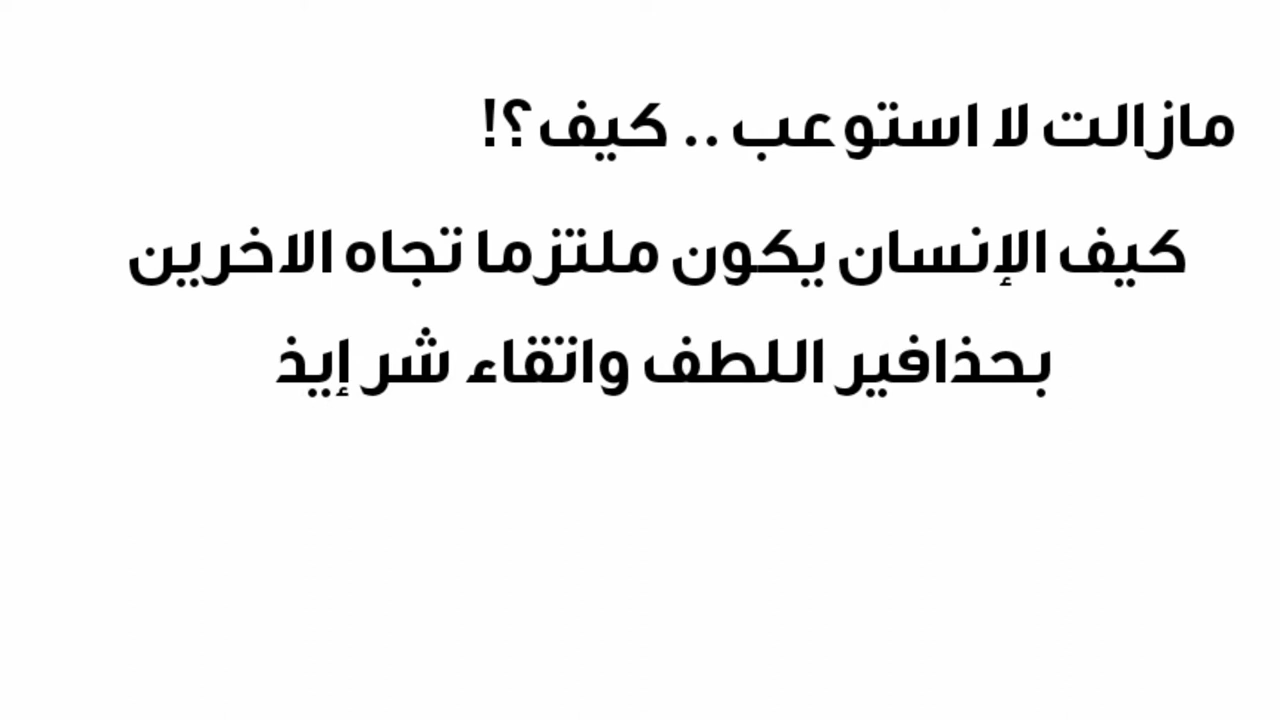 مازالت لا استوعب .. كيف؟!
كيف الإنسان يكون ملتزما تجاه الاخرين
بحذافير اللطف واتقاء شر إيذ